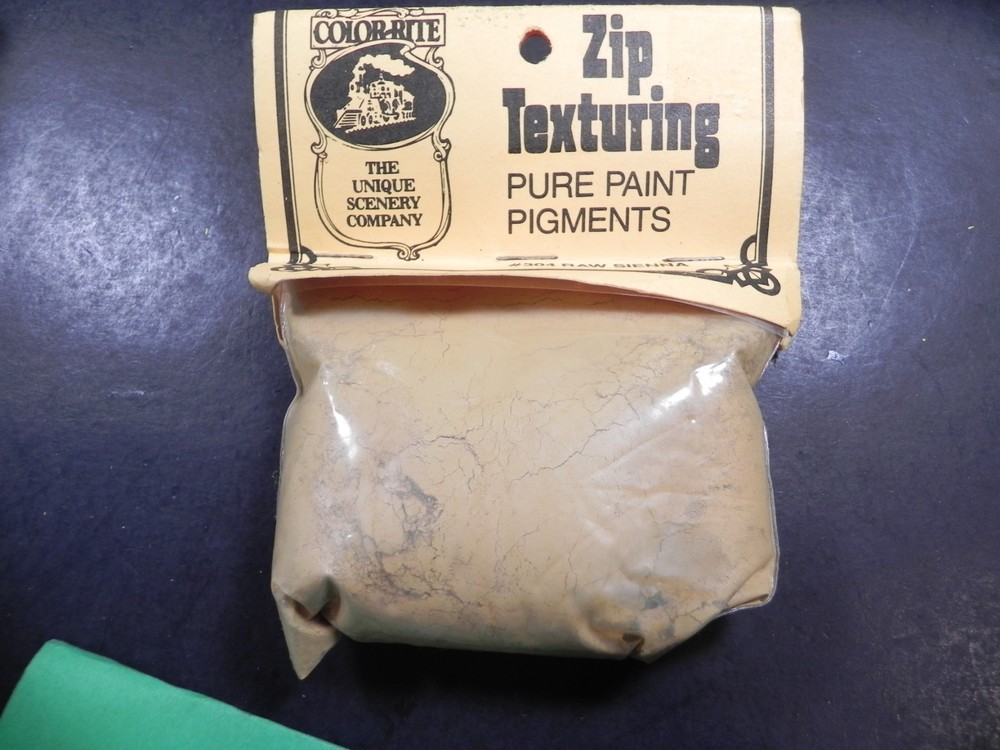 COLOR-RITE
THE
UNIQUE
SCENERY
COMPANY
Zip
Texturing
PURE PAINT
PIGMENTS
#304 RAW SIENNA